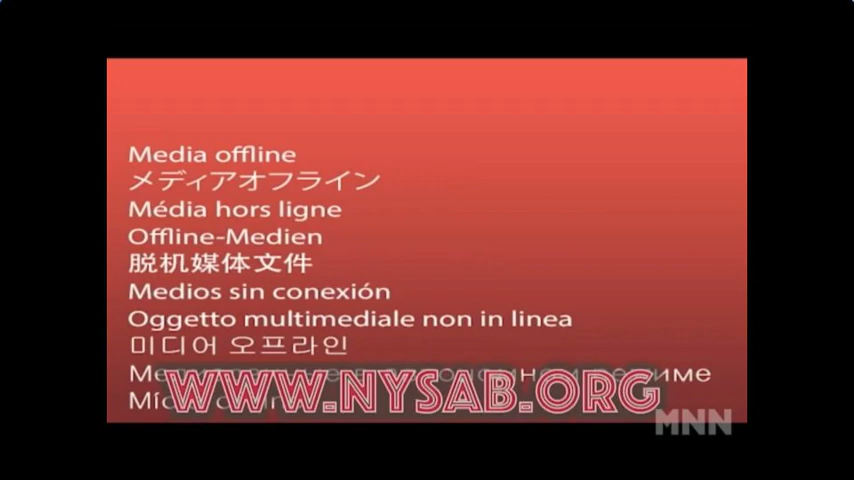 Media offline
メディアオフライン
Média hors ligne
Offline-Medien
脱机媒体文件
Medios sin conexión
Oggetto multimediale non in linea
미디어 오프라인
WWW.NYSAB.ORG
MNN